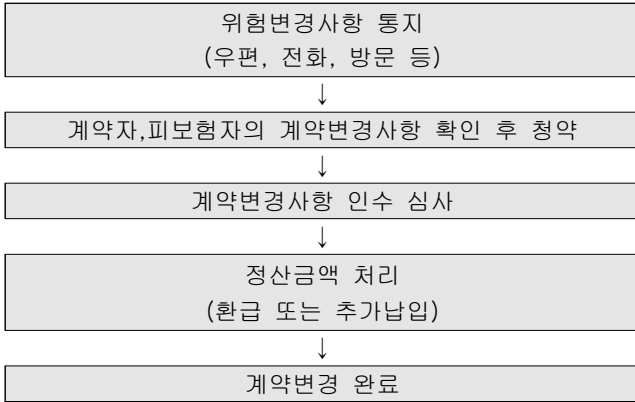 위험변경사항 통지
(우편, 전화, 방문 등)
↓
계약자,피보험자의 계약변경사항 확인 후 청약
↓
계약변경사항 인수 심사
↓
정산금액 처리
(환급 또는 추가납입)
↓
계약변경 완료